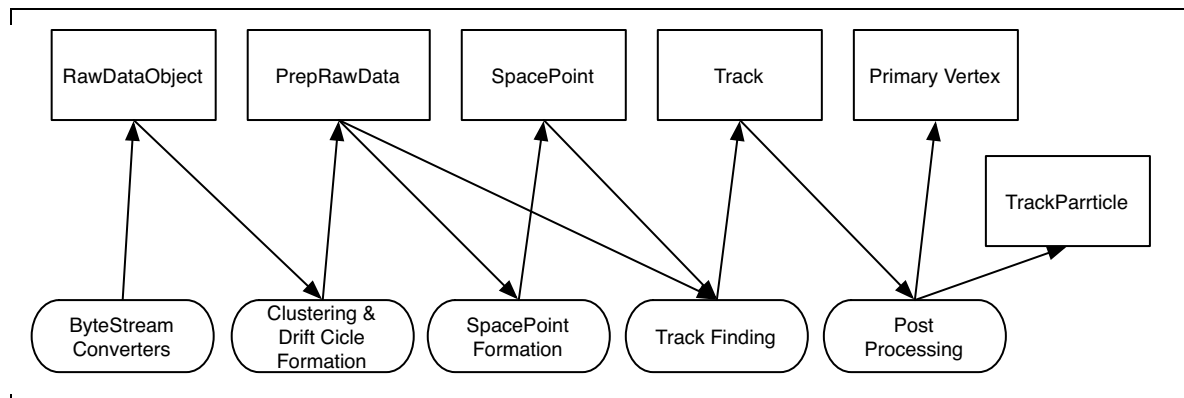 RawDataObject
PrepRawData
SpacePoint
Track
Primary Vertex
TrackParrticle
ByteStream
Converters
Clustering &
Drift Cicle
Formation
SpacePoint
Formation
Track Finding
Post
Processing